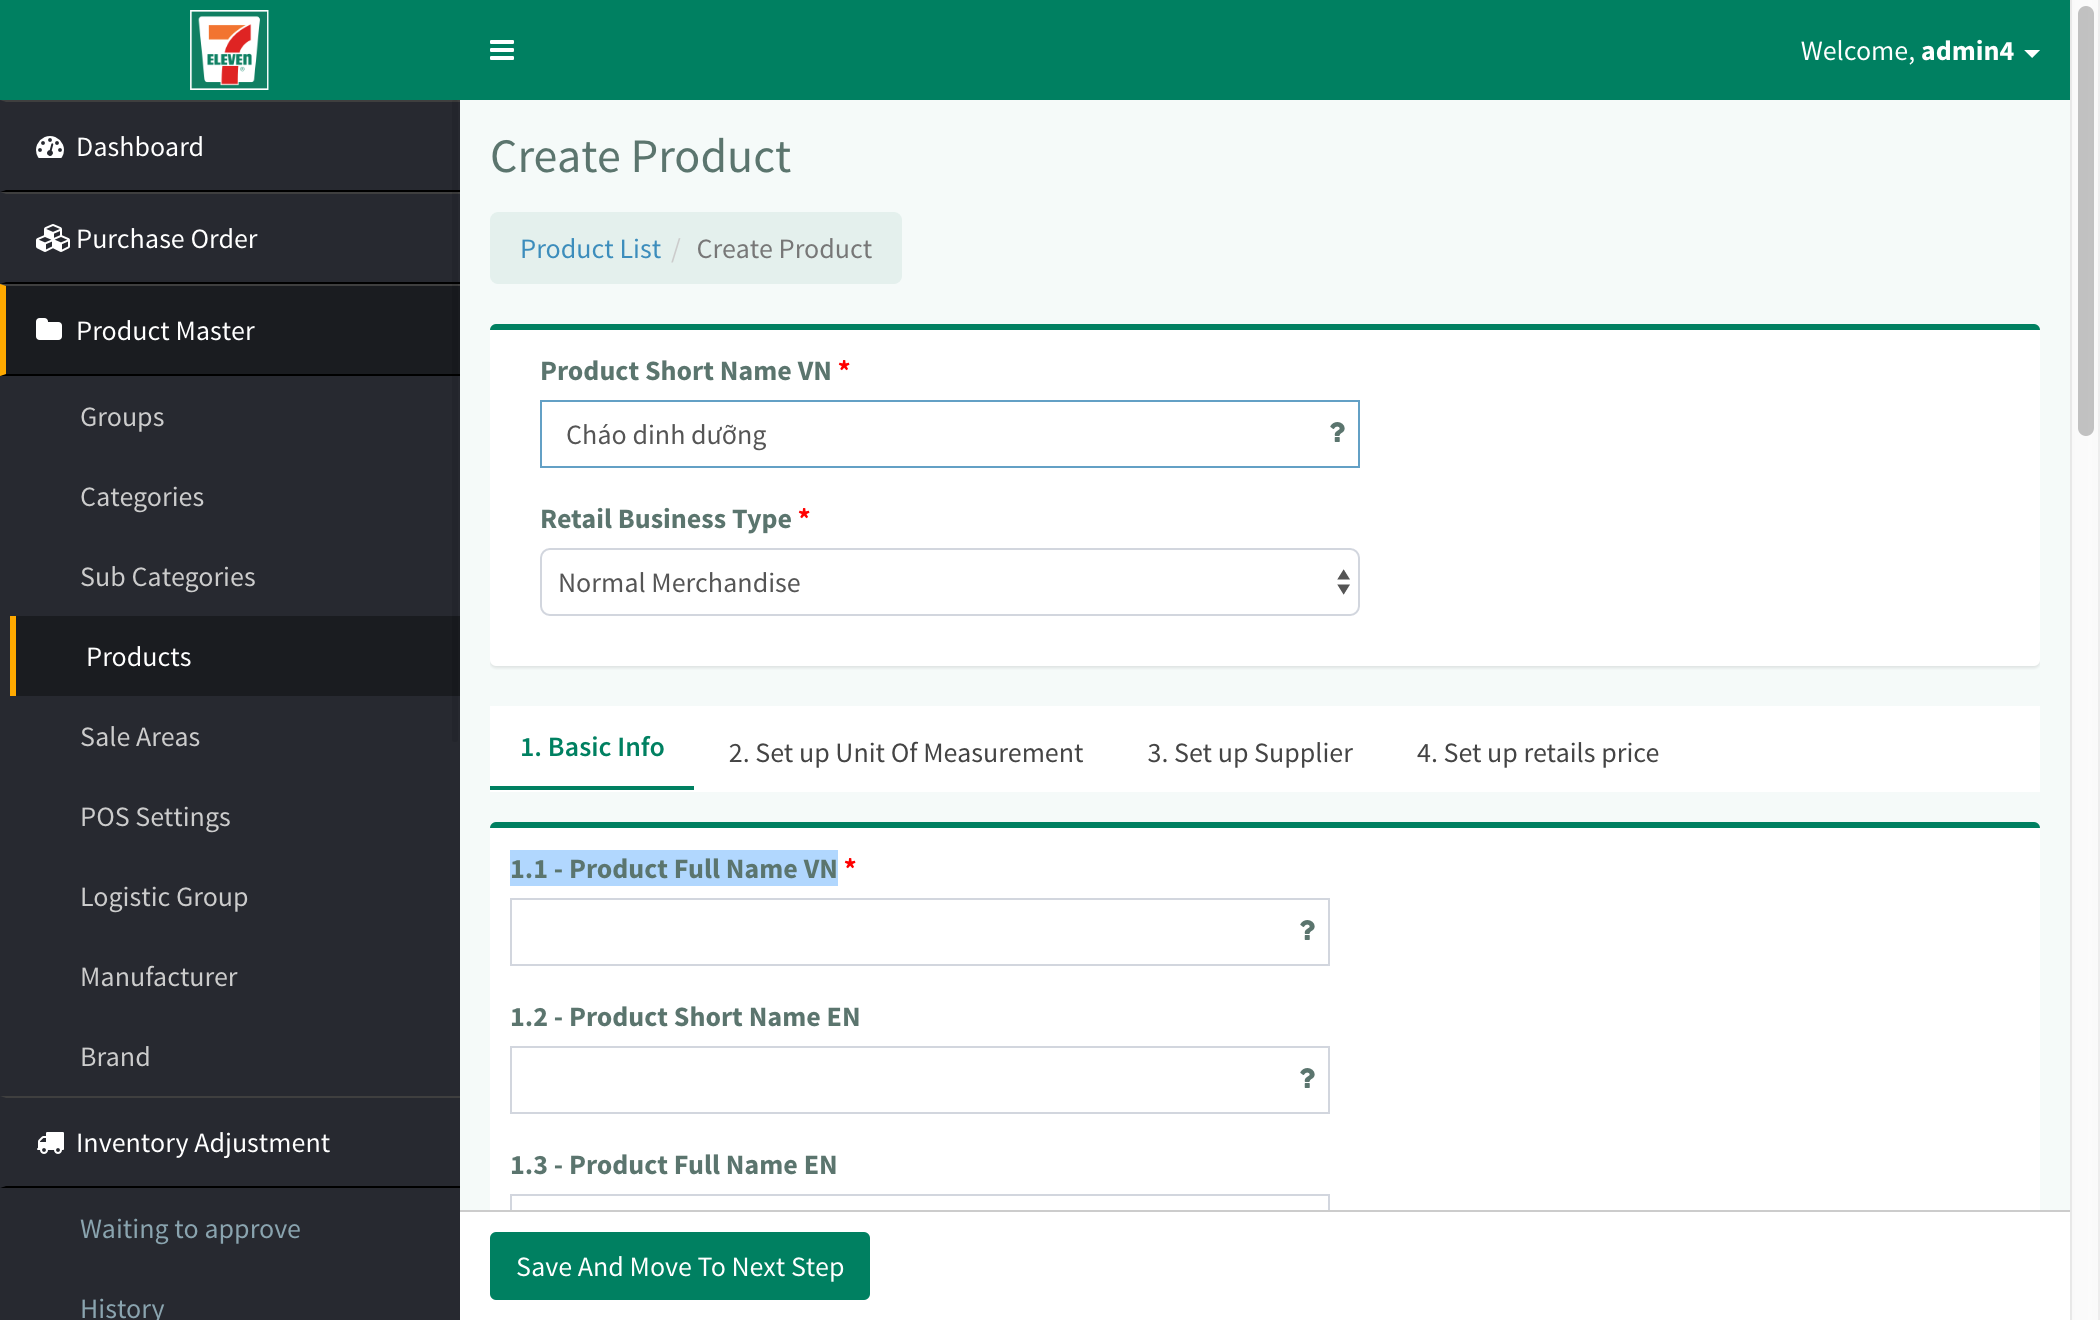 7
ELEVEN
Welcome, admin4
Dashboard
Purchase Order
Product Master
Groups
Categories
Sub Categories
Products
Sale Areas
POS Settings
Logistic Group
Manufacturer
Brand
Inventory Adjustment
Waiting to approve
History
Create Product
Product List / Create Product
Product Short Name VN *
Cháo dinh dưỡng ?
Retail Business Type *
Normal Merchandise
1. Basic Info 2. Set up Unit Of Measurement 3. Set up Supplier 4. Set up retails price
1.1 - Product Full Name VN *
?
1.2 - Product Short Name EN
?
1.3 - Product Full Name EN
Save And Move To Next Step